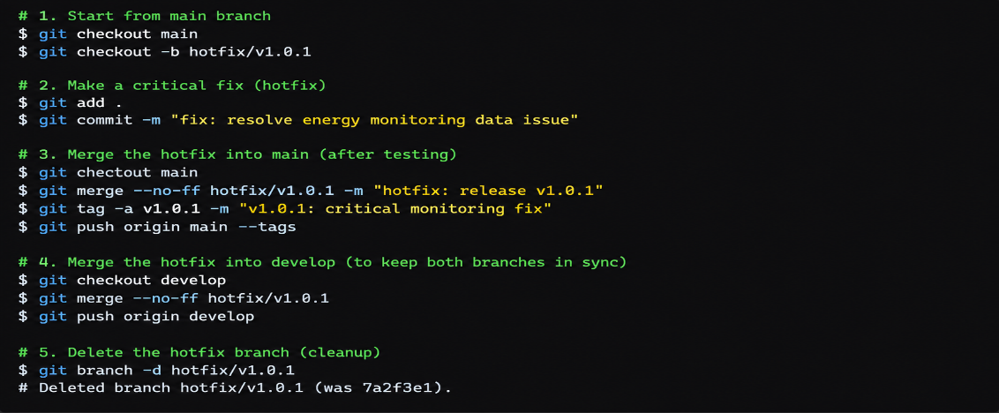 # 1. Start from main branch
$ git checkout main
$ git checkout -b hotfix/v1.0.1
# 2. Make a critical fix (hotfix)
$ git add .
$ git commit -m "fix: resolve energy monitoring data issue"
# 3. Merge the hotfix into main (after testing)
$ git chectout main
$ git merge --no-ff hotfix/v1.0.1 -m "hotfix: release v1.0.1"
$ git tag -a v1.0.1 -m "v1.0.1: critical monitoring fix"
$ git push origin main --tags
# 4. Merge the hotfix into develop (to keep both branches in sync)
$ git checkout develop
$ git merge --no-ff hotfix/v1.0.1
$ git push origin develop
# 5. Delete the hotfix branch (cleanup)
$ git branch -d hotfix/v1.0.1
# Deleted branch hotfix/v1.0.1 (was 7a2f3e1).